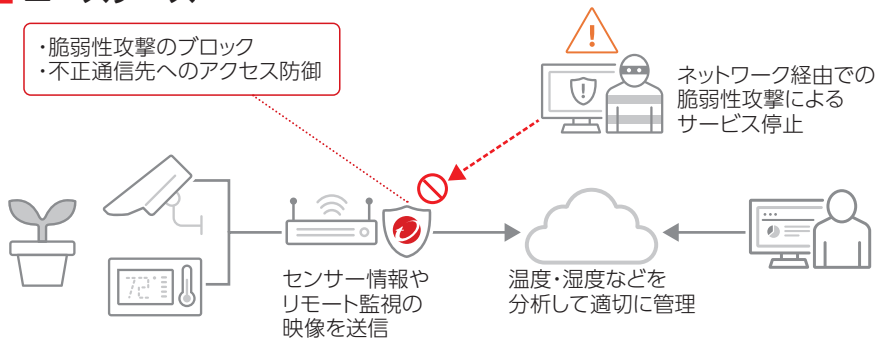 ・脆弱性攻撃のブロック
・不正通信先へのアクセス防御
ネットワーク経由での
脆弱性攻撃による
サービス停止
72°
センサー情報や
リモート監視の
映像を送信
温度・湿度などを
分析して適切に管理